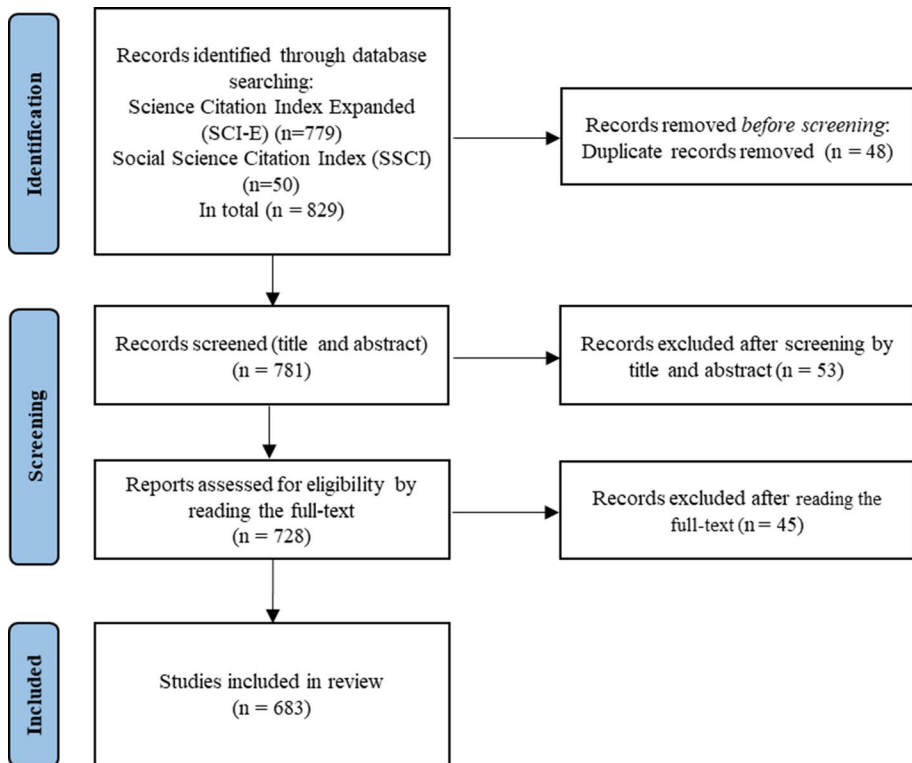 Identification
Records identified through database
searching:
Science Citation Index Expanded
(SCI-E) (n=779)
Social Science Citation Index (SSCI)
(n=50)
In total (n = 829)
Records removed before screening:
Duplicate records removed (n = 48)
Screening
Records screened (title and abstract)
(n = 781)
Records excluded after screening by
title and abstract (n = 53)
Reports assessed for eligibility by
reading the full-text
(n = 728)
Records excluded after reading the
full-text (n = 45)
Included
Studies included in review
(n = 683)